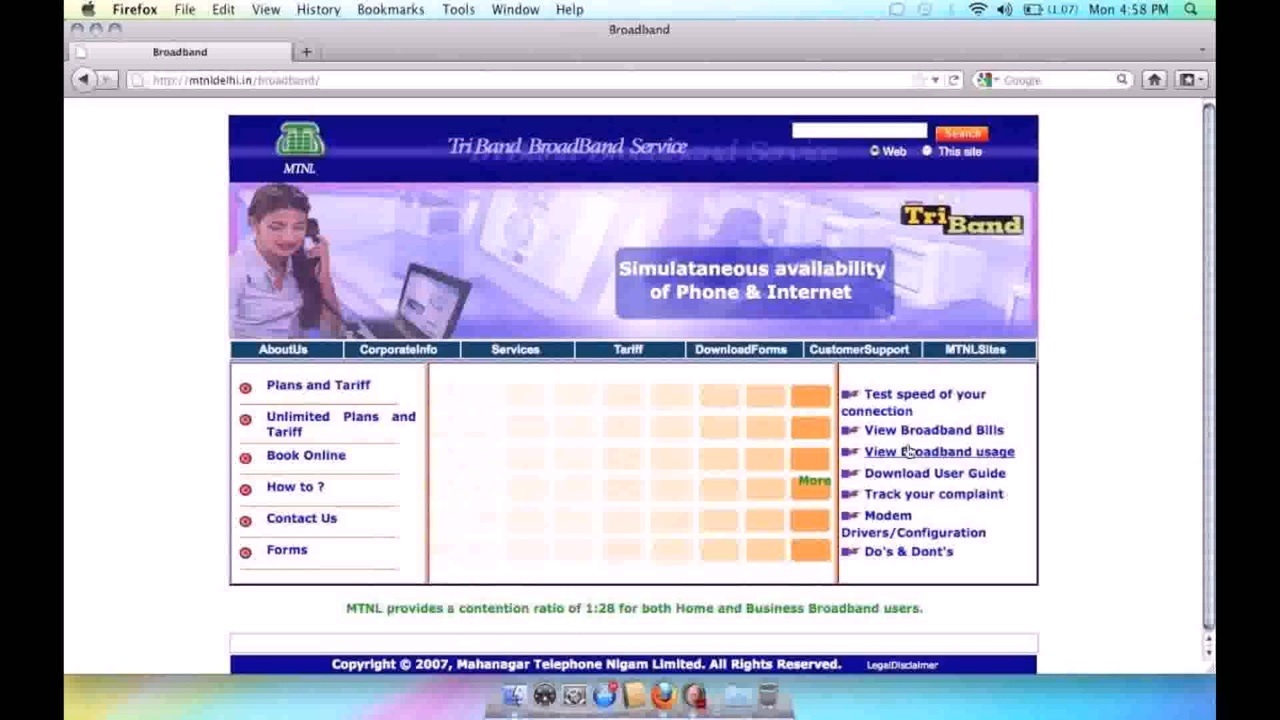 Firefox File Edit View History Bookmarks Tools Window Help (1:07) Mon 4:58 PM
Broadband
Broadband
http://mtnldelhi.in/broadband/ Google
MTNL
TriBand BroadBand Service
Search
Web This site
Tri Band
Simulataneous availability
of Phone & Internet
AboutUs CorporateInfo Services Tariff DownloadForms CustomerSupport MTNLSites
Plans and Tariff
Unlimited Plans and
Tariff
Book Online
How to ?
Contact Us
Forms
More
Test speed of your
connection
View Broadband Bills
View Broadband usage
Download User Guide
Track your complaint
Modem
Drivers/Configuration
Do's & Dont's
MTNL provides a contention ratio of 1:28 for both Home and Business Broadband users.
Copyright © 2007, Mahanagar Telephone Nigam Limited. All Rights Reserved. LegalDisclaimer